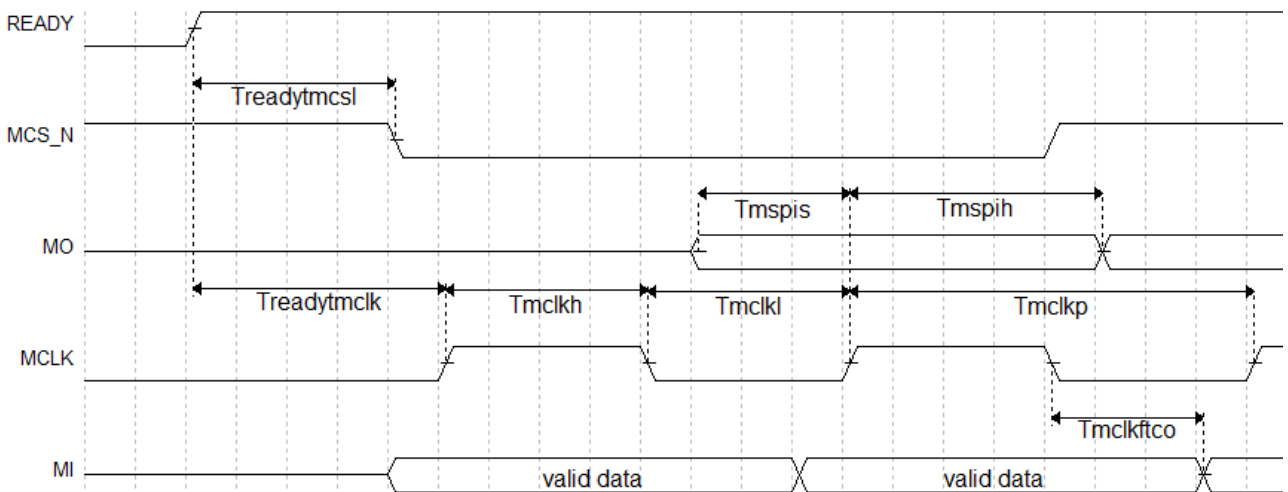 READY
Treadytmcsl
MCS_N
Tmspis
Tmspih
MO
Treadytmclk
Tmclkh
Tmclkl
Tmclkp
MCLK
Tmclkftco
MI
valid data
valid data